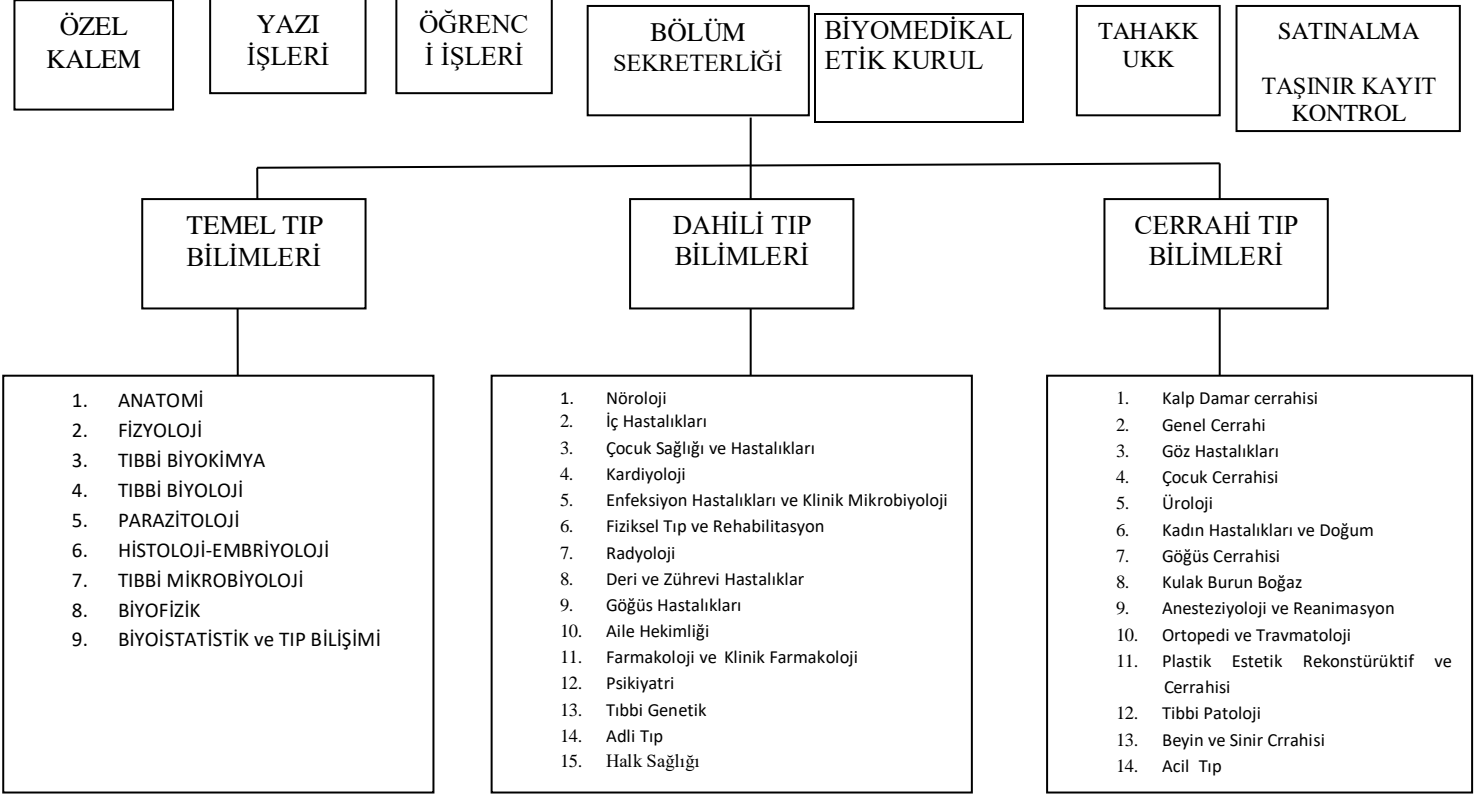 ÖZEL
KALEM
YAZI
İŞLERİ
ÖĞRENC
İ İŞLERİ
BÖLÜM
SEKRETERLİĞİ
BİYOMEDİKAL
ETİK KURUL
TAHAKK
UKK
SATINALMA
TAŞINIR KAYIT
KONTROL
TEMEL TIP
BİLİMLERİ
DAHİLİ TIP
BİLİMLERİ
CERRAHİ TIP
BİLİMLERİ
1. ANATOMİ
2. FİZYOLOJİ
3. TIBBİ BİYOKİMYA
4. TIBBİ BİYOLOJİ
5. PARAZİTOLOJİ
6. HİSTOLOJİ-EMBRİYOLOJİ
7. TIBBİ MİKROBİYOLOJİ
8. BİYOFİZİK
9. BİYOİSTATİSTİK ve TIP BİLİŞİMİ
1. Nöroloji
2. İç Hastalıkları
3. Çocuk Sağlığı ve Hastalıkları
4. Kardiyoloji
5. Enfeksiyon Hastalıkları ve Klinik Mikrobiyoloji
6. Fiziksel Tıp ve Rehabilitasyon
7. Radyoloji
8. Deri ve Zührevi Hastalıklar
9. Göğüs Hastalıkları
10. Aile Hekimliği
11. Farmakoloji ve Klinik Farmakoloji
12. Psikiyatri
13. Tıbbi Genetik
14. Adli Tıp
15. Halk Sağlığı
1. Kalp Damar cerrahisi
2. Genel Cerrahi
3. Göz Hastalıkları
4. Çocuk Cerrahisi
5. Üroloji
6. Kadın Hastalıkları ve Doğum
7. Göğüs Cerrahisi
8. Kulak Burun Boğaz
9. Anesteziyoloji ve Reanimasyon
10. Ortopedi ve Travmatoloji
11. Plastik Estetik Rekonstürüktif ve
Cerrahisi
12. Tibbi Patoloji
13. Beyin ve Sinir Crrahisi
14. Acil Tıp